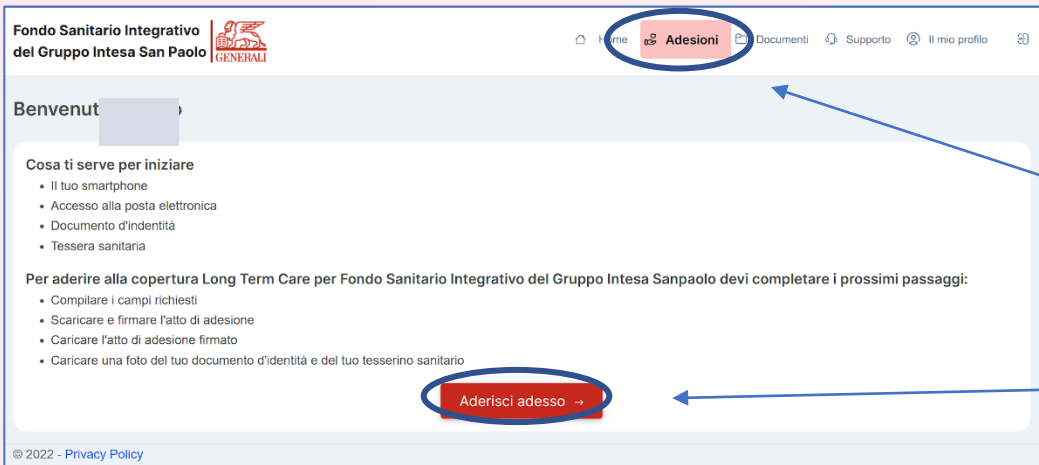 Fondo Sanitario Integrativo
del Gruppo Intesa San Paolo
GENERALI
Home
Adesioni
Documenti
Supporto
Il mio profilo
Cosa ti serve per iniziare
• Il tuo smartphone
• Accesso alla posta elettronica
• Documento d'indentità
• Tessera sanitaria
Per aderire alla copertura Long Term Care per Fondo Sanitario Integrativo del Gruppo Intesa Sanpaolo devi completare i prossimi passaggi:
• Compilare i campi richiesti
• Scaricare e firmare l'atto di adesione
• Caricare l'atto di adesione firmato
• Caricare una foto del tuo documento d'identità e del tuo tesserino sanitario
Aderisci adesso →
© 2022 - Privacy Policy